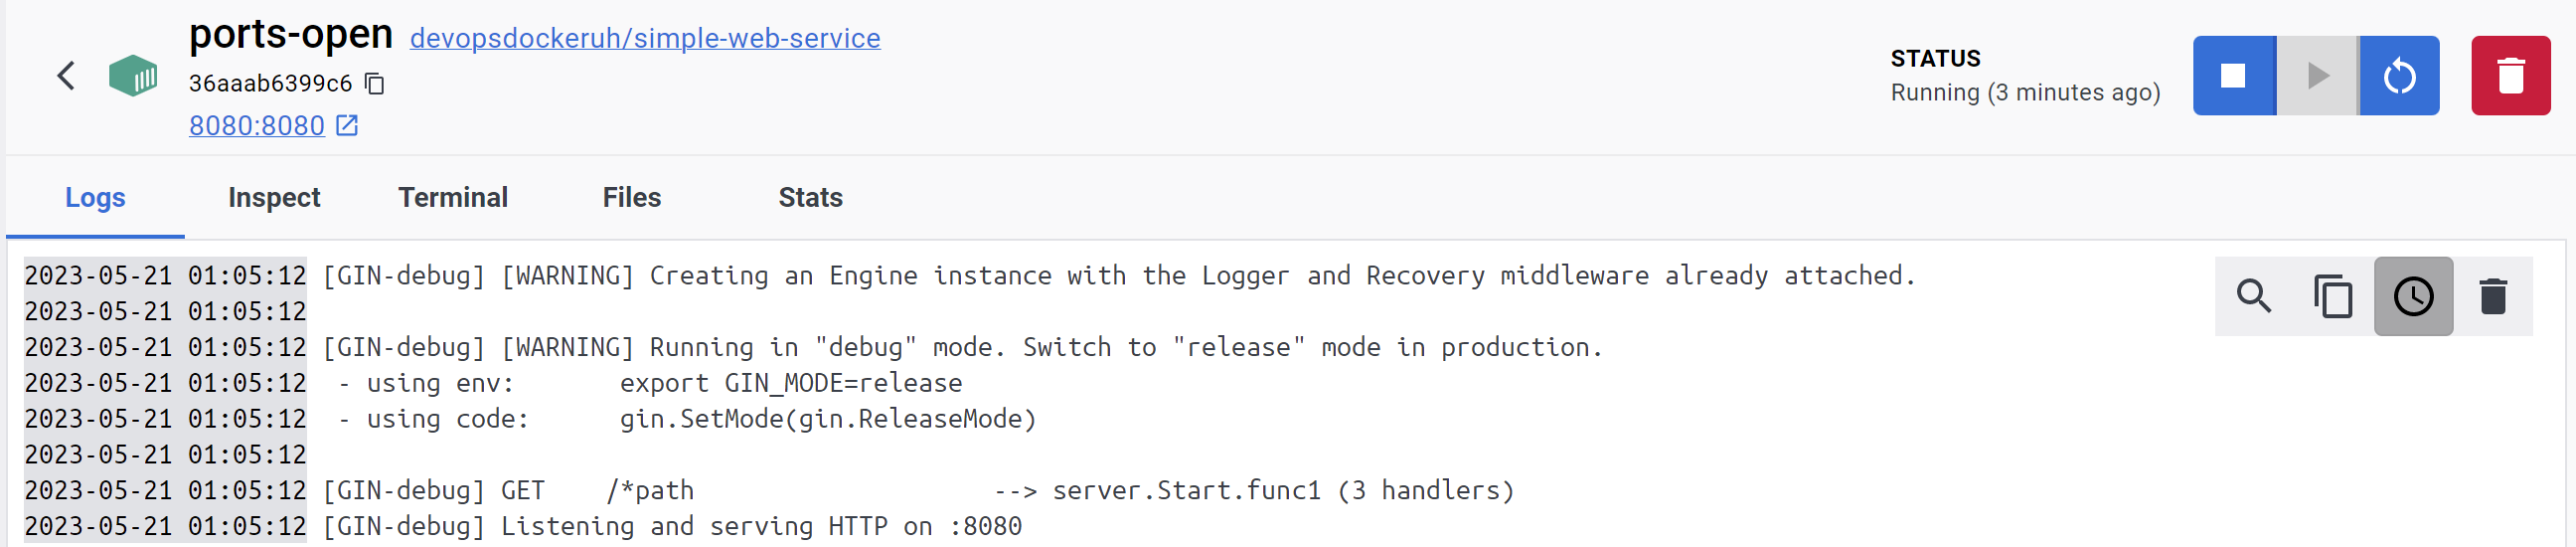 ports-open devopsdockeruh/simple-web-service
36aaab6399c6
8080:8080
STATUS
Running (3 minutes ago)
Logs Inspect Terminal Files Stats
2023-05-21 01:05:12 [GIN-debug] [WARNING] Creating an Engine instance with the Logger and Recovery middleware already attached.
2023-05-21 01:05:12
2023-05-21 01:05:12 [GIN-debug] [WARNING] Running in "debug" mode. Switch to "release" mode in production.
2023-05-21 01:05:12  - using env:       export GIN_MODE=release
2023-05-21 01:05:12  - using code:      gin.SetMode(gin.ReleaseMode)
2023-05-21 01:05:12
2023-05-21 01:05:12 [GIN-debug] GET    /*path                    --> server.Start.func1 (3 handlers)
2023-05-21 01:05:12 [GIN-debug] Listening and serving HTTP on :8080